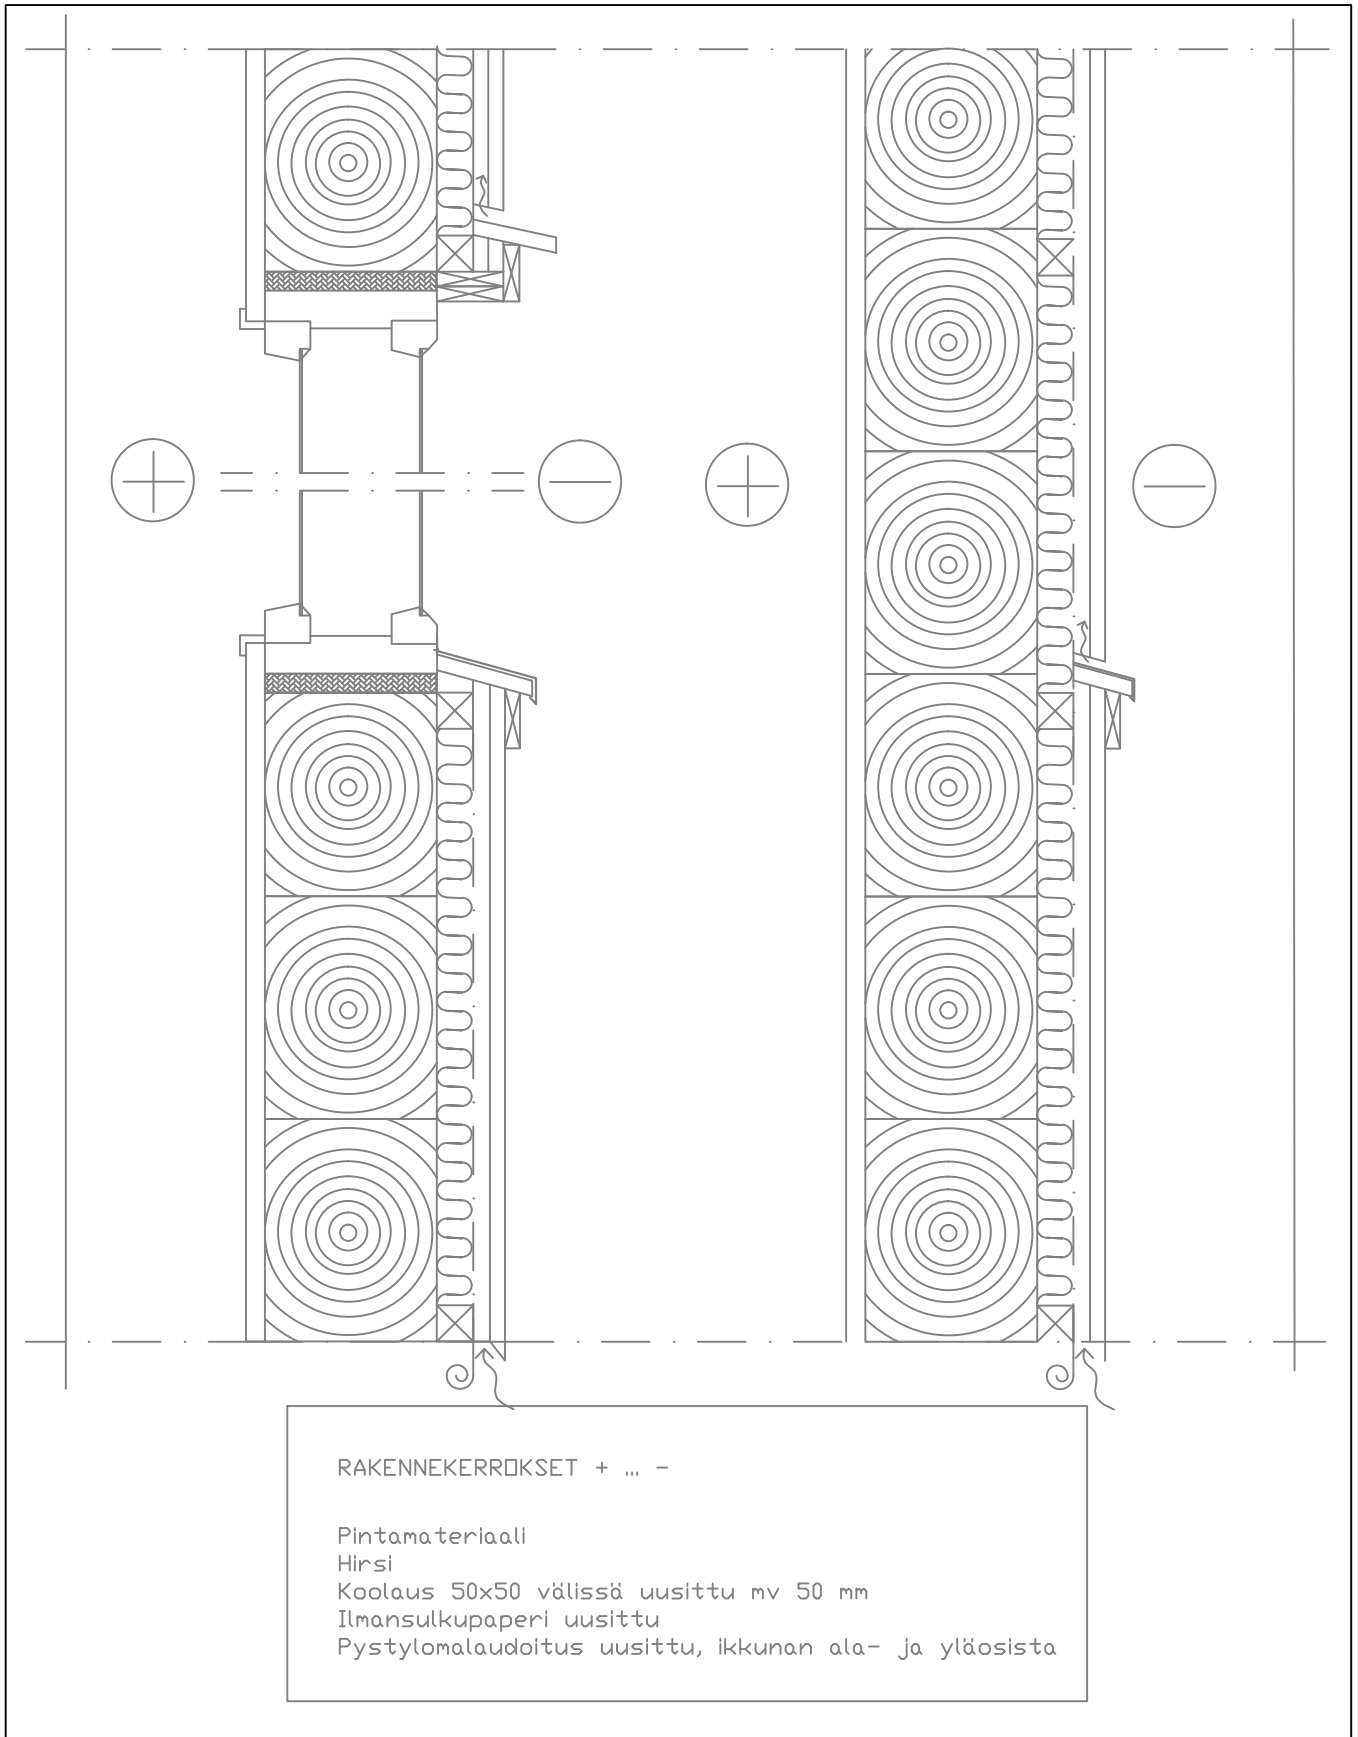 RAKENNEKERROKSET + ... -
Pintamateriaali
Hirsi
Koolaus 50x50 välissä uusittu mv 50 mm
Ilmansulkupaperi uusittu
Pystylomalaudoitus uusittu, ikkunan ala- ja yläosista